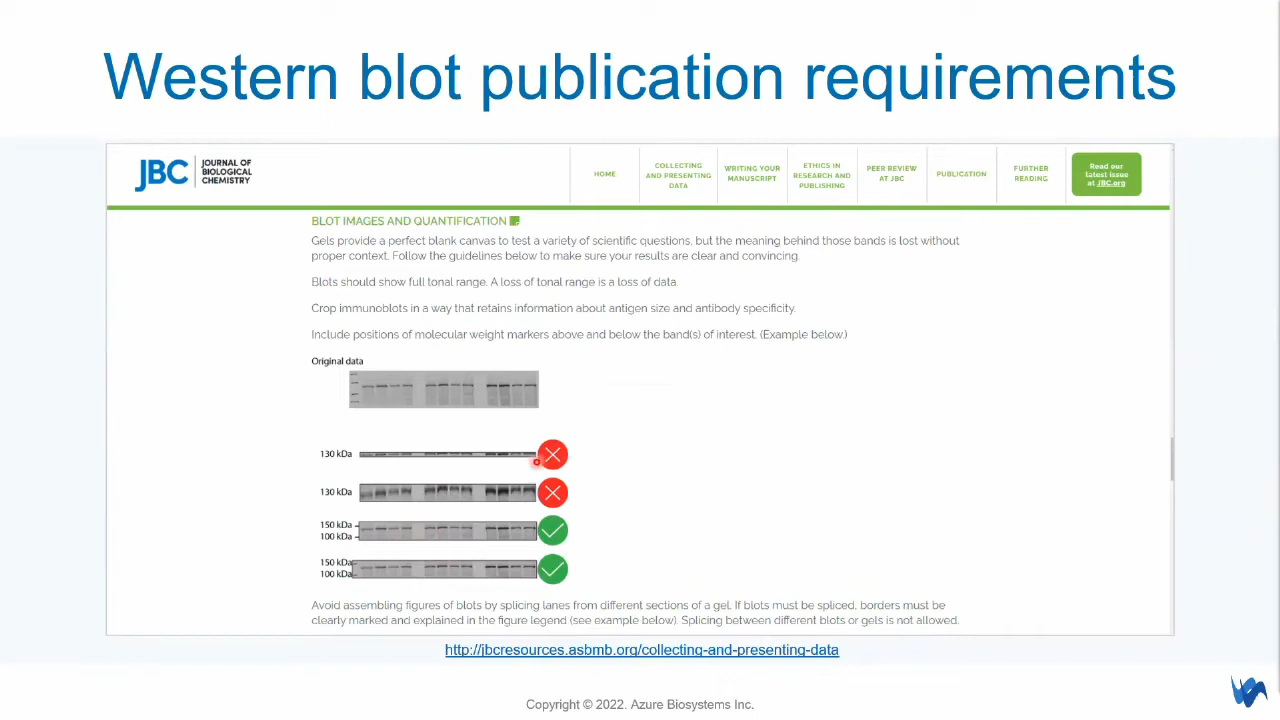 Western blot publication requirements
JBC
JOURNAL OF
BIOLOGICAL
CHEMISTRY
HOME
COLLECTING
AND PRESENTING
DATA
WRITING YOUR
MANUSCRIPT
ETHICS IN
RESEARCH AND
PUBLISHING
PEER REVIEW
AT JBC
PUBLICATION
FURTHER
READING
Read our
latest issue
at JBC.org
BLOT IMAGES AND QUANTIFICATION
Gels provide a perfect blank canvas to test a variety of scientific questions, but the meaning behind those bands is lost without
proper context. Follow the guidelines below to make sure your results are clear and convincing.
Blots should show full tonal range. A loss of tonal range is a loss of data.
Crop immunoblots in a way that retains information about antigen size and antibody specificity.
Include positions of molecular weight markers above and below the band(s) of interest. (Example below.)
Original data
130 kDa
130 kDa
150 kDa
100 kDa
150 kDa
100 kDa
Avoid assembling figures of blots by splicing lanes from different sections of a gel. If blots must be spliced, borders must be
clearly marked and explained in the figure legend (see example below). Splicing between different blots or gels is not allowed.
http://jbcresources.asbmb.org/collecting-and-presenting-data
Copyright © 2022. Azure Biosystems Inc.